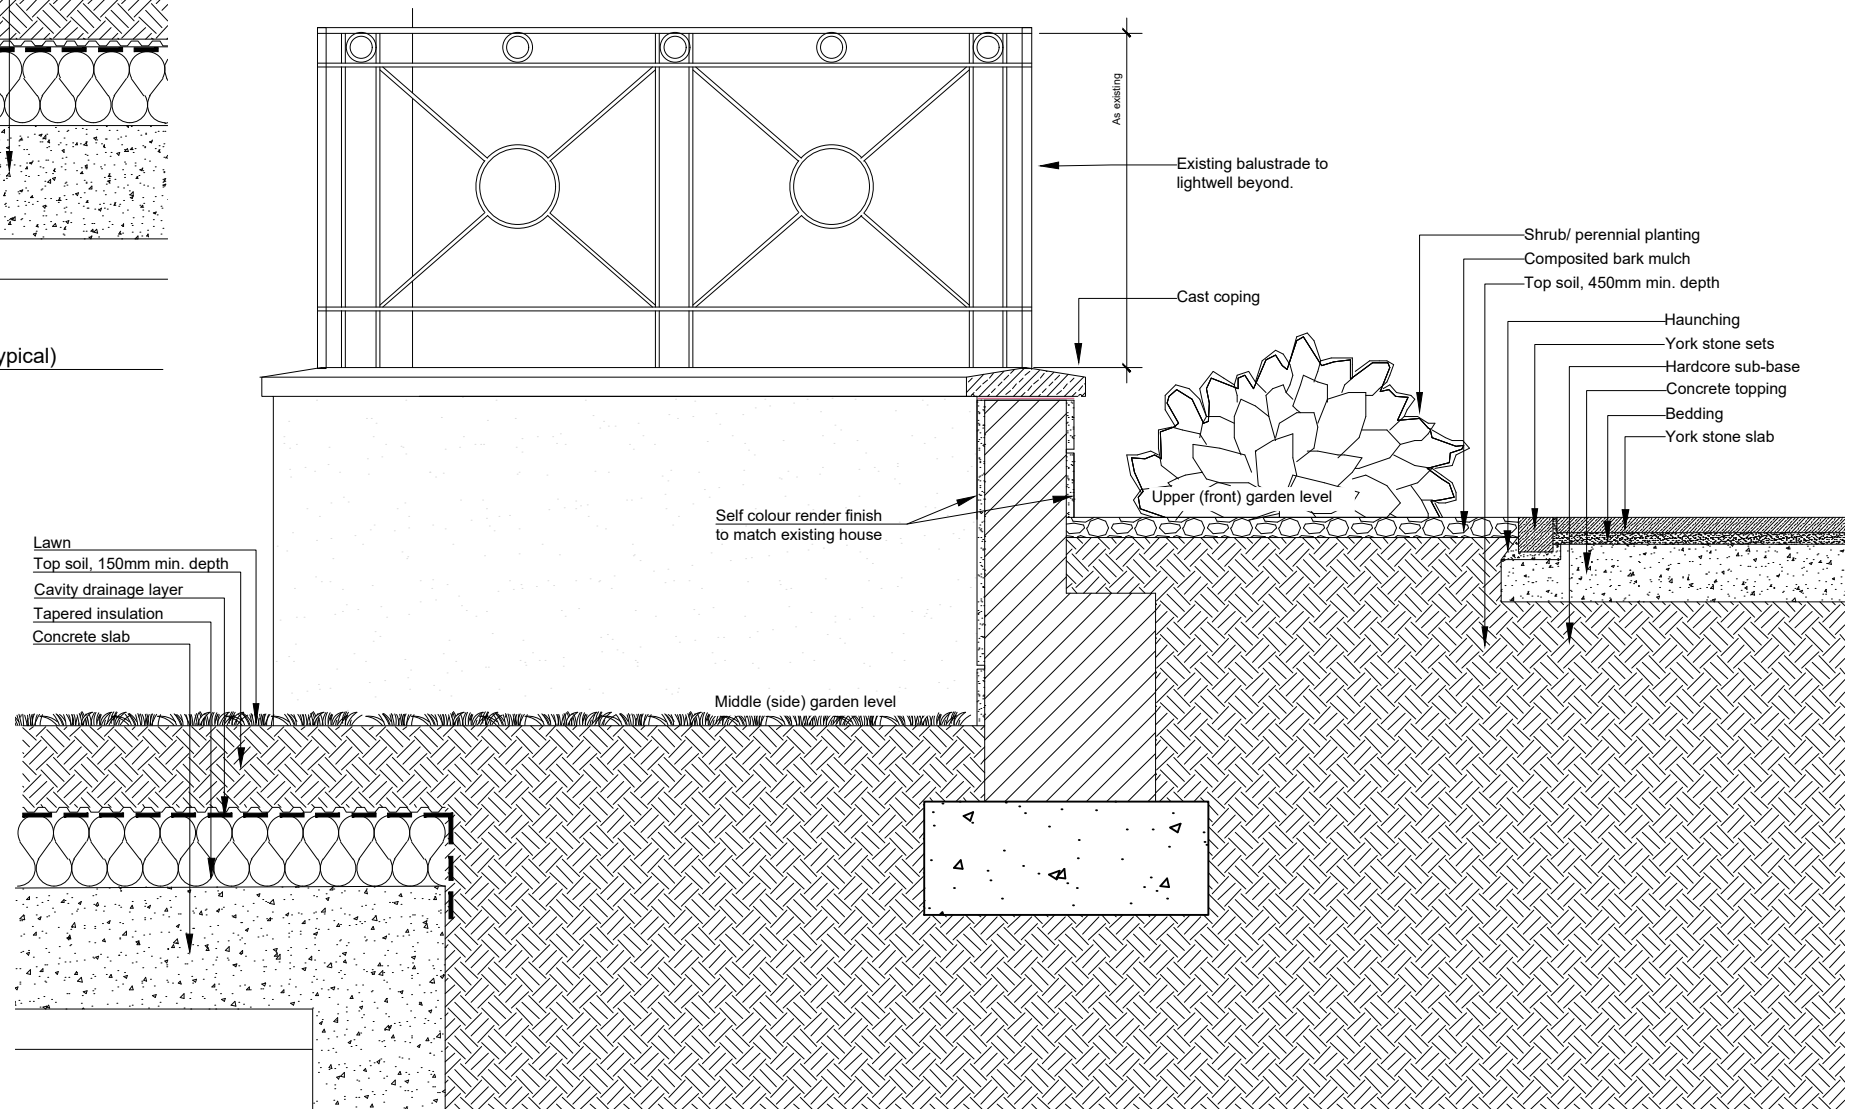 As existing
Existing balustrade to
lightwell beyond.
Shrub/ perennial planting
Composited bark mulch
Top soil, 450mm min. depth
Cast coping
Haunching
York stone sets
Hardcore sub-base
Concrete topping
Bedding
York stone slab
ypical)
Upper (front) garden level
Self colour render finish
to match existing house
Lawn
Top soil, 150mm min. depth
Cavity drainage layer
Tapered insulation
Concrete slab
Middle (side) garden level